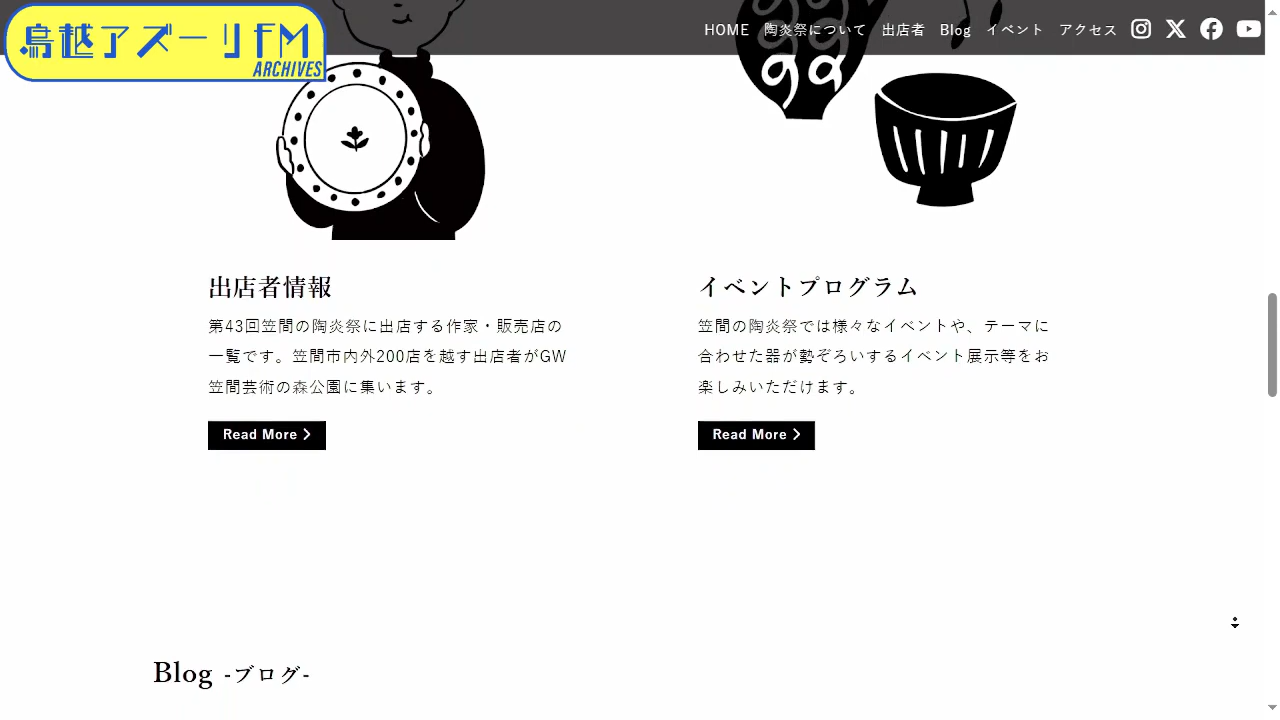 鳥越アズーリFM
ARCHIVES
HOME 陶炎祭について 出店者 Blog イベント アクセス
出店者情報
第43回笠間の陶炎祭に出店する作家・販売店の
一覧です。笠間市内外200店を越す出店者がGW
笠間芸術の森公園に集います。
Read More
イベントプログラム
笠間の陶炎祭では様々なイベントや、テーマに
合わせた器が勢ぞろいするイベント展示等をお
楽しみいただけます。
Read More
Blog -ブログ-